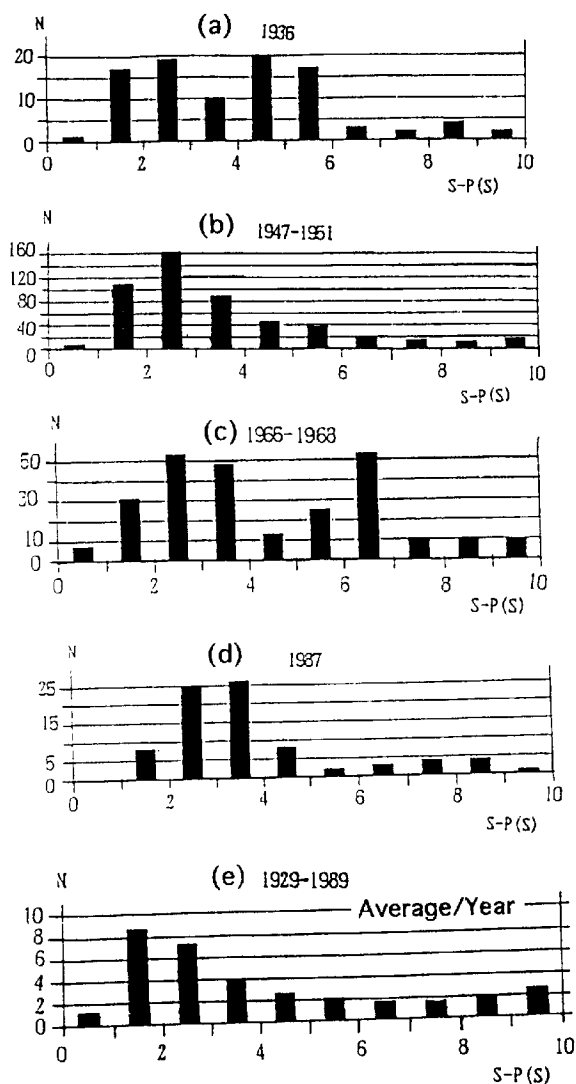 N
(a) 1936
20
10
0
0 2 4 6 8 10
S-P(S)
N
(b) 1947-1951
160
120
80
40
0
0 2 4 6 8 10
S-P(S)
(c) 1966-1968
50
30
10
0
0 2 4 6 8 10
S-P(S)
N
(d) 1987
25
15
5
0
0 2 4 6 8 10
S-P(S)
N
(e) 1929-1989
Average/Year
10
8
6
4
2
0
0 2 4 6 8 10
S-P(S)